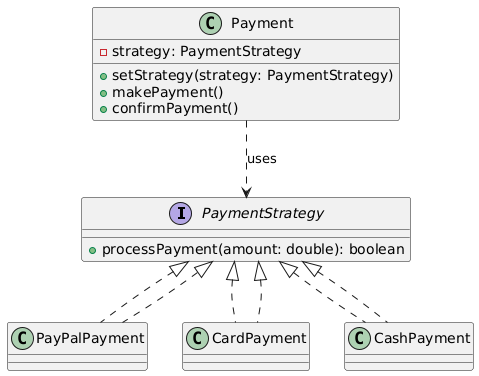 C Payment
strategy: PaymentStrategy
setStrategy(strategy: PaymentStrategy)
makePayment()
confirmPayment()
uses
I PaymentStrategy
processPayment(amount: double): boolean
C PayPalPayment
C CardPayment
C CashPayment